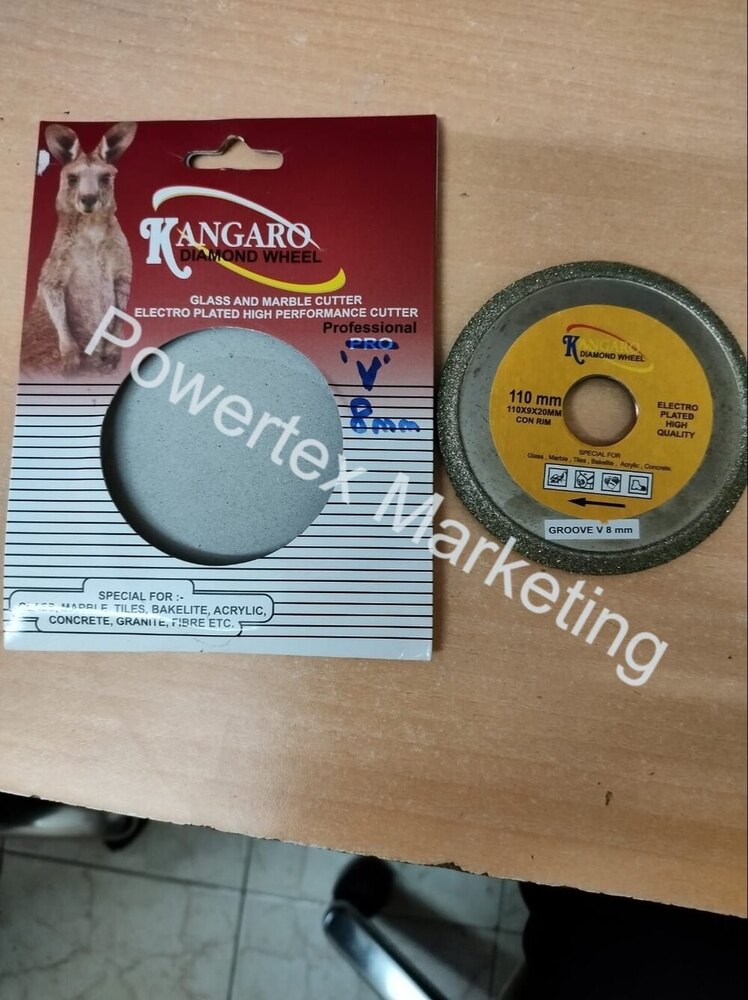 KANGARO
DIAMOND WHEEL
GLASS AND MARBLE CUTTER
ELECTRO PLATED HIGH PERFORMANCE CUTTER
Professional
PRO
"V"
8mm
SPECIAL FOR :-
GLASS, MARBLE, TILES, BAKELITE, ACRYLIC,
CONCRETE, GRANITE, FIBRE ETC.
KANGARO
DIAMOND WHEEL
110 mm
110X9X20MM
CON RIM
ELECTRO
PLATED
HIGH
QUALITY
SPECIAL FOR
Glass, Marble, Tiles, Bakelite, Acrylic, Concrete.
GROOVE V 8 mm
Powertex Marketing